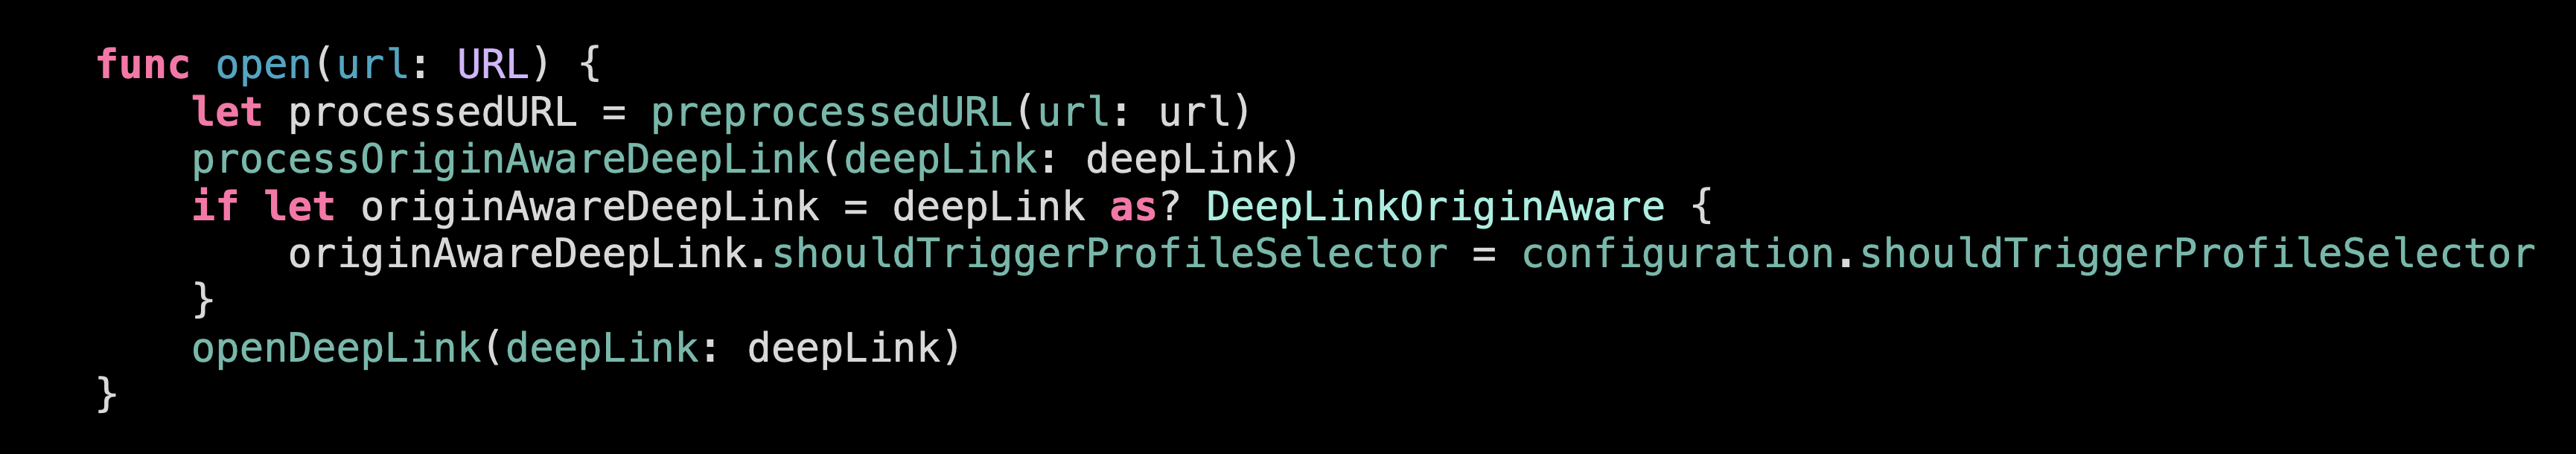 func open(url: URL) {
    let processedURL = preprocessedURL(url: url)
    processOriginAwareDeepLink(deepLink: deepLink)
    if let originAwareDeepLink = deepLink as? DeepLinkOriginAware {
        originAwareDeepLink.shouldTriggerProfileSelector = configuration.shouldTriggerProfileSelector
    }
    openDeepLink(deepLink: deepLink)
}